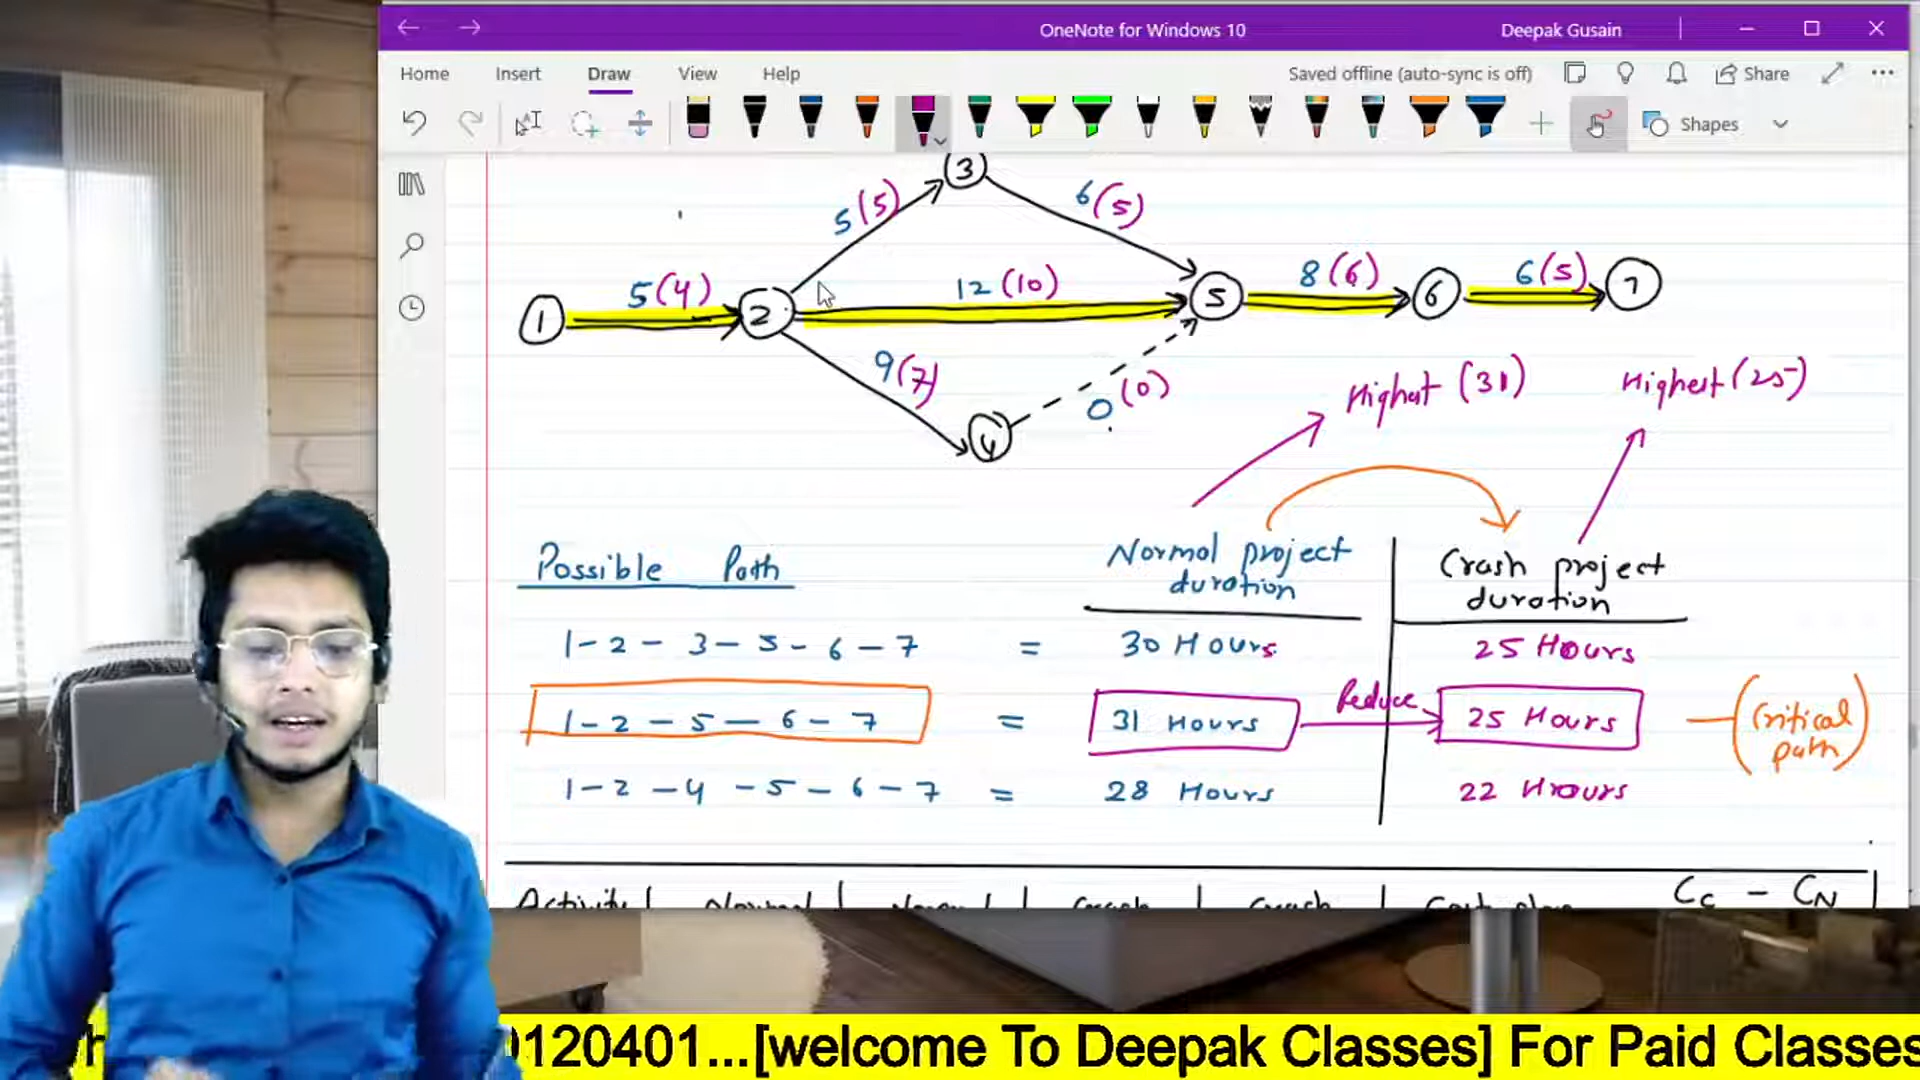 OneNote for Windows 10
Deepak Gusain
Home Insert Draw View Help
Saved offline (auto-sync is off)
Share
Shapes
3
5(5)
6(5)
5(4)
12(10)
8(6)
6(5)
1
2
5
6
7
9(7)
0(0)
4
Highest (31)
Highest (25)
Possible Path
Normal project duration
Crash project duration
1-2-3-5-6-7 = 30 Hours 25 Hours
1-2-5-6-7 = 31 Hours Reduce 25 Hours (Critical path)
1-2-4-5-6-7 = 28 Hours 22 Hours
Activity
Cc - CN
0120401...[welcome To Deepak Classes] For Paid Classes